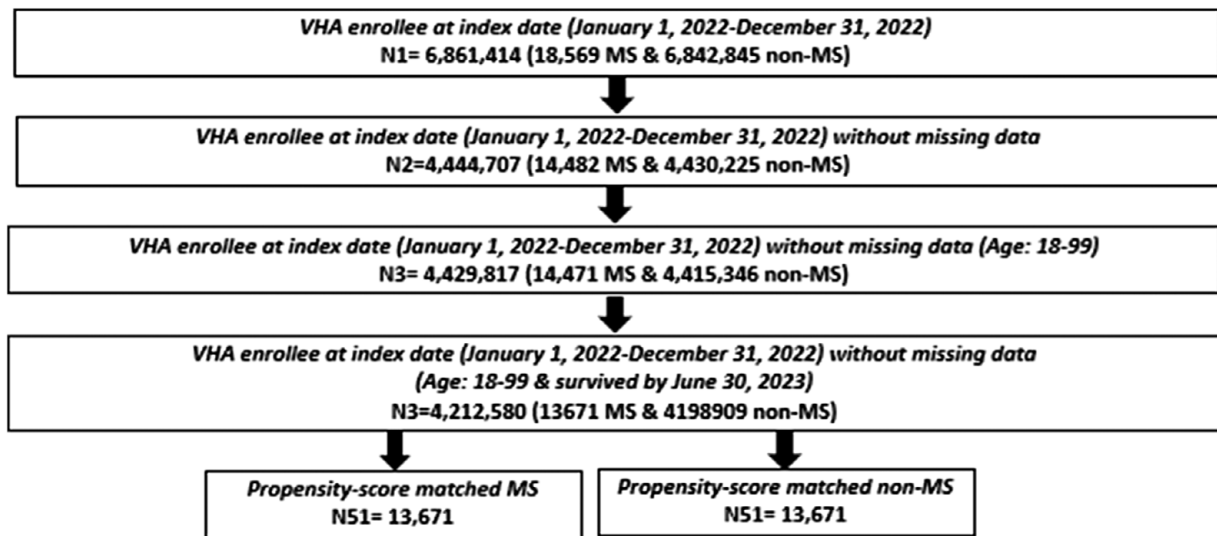 VHA enrollee at index date (January 1, 2022-December 31, 2022)
N1= 6,861,414 (18,569 MS & 6,842,845 non-MS)
VHA enrollee at index date (January 1, 2022-December 31, 2022) without missing data
N2=4,444,707 (14,482 MS & 4,430,225 non-MS)
VHA enrollee at index date (January 1, 2022-December 31, 2022) without missing data (Age: 18-99)
N3= 4,429,817 (14,471 MS & 4,415,346 non-MS)
VHA enrollee at index date (January 1, 2022-December 31, 2022) without missing data
(Age: 18-99 & survived by June 30, 2023)
N3=4,212,580 (13671 MS & 4198909 non-MS)
Propensity-score matched MS
N51= 13,671
Propensity-score matched non-MS
N51= 13,671